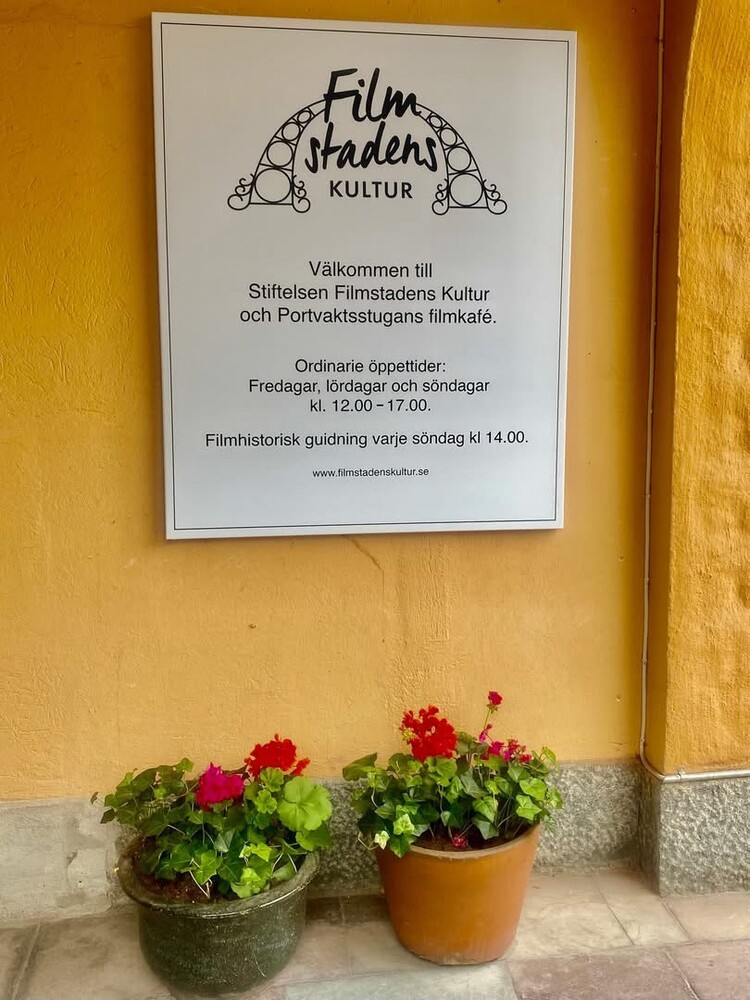 Film
stadens
KULTUR
Välkommen till
Stiftelsen Filmstadens Kultur
och Portvaktsstugans filmkafé.
Ordinarie öppettider:
Fredagar, lördagar och söndagar
kl. 12.00–17.00.
Filmhistorisk guidning varje söndag kl 14.00.
www.filmstadenskultur.se